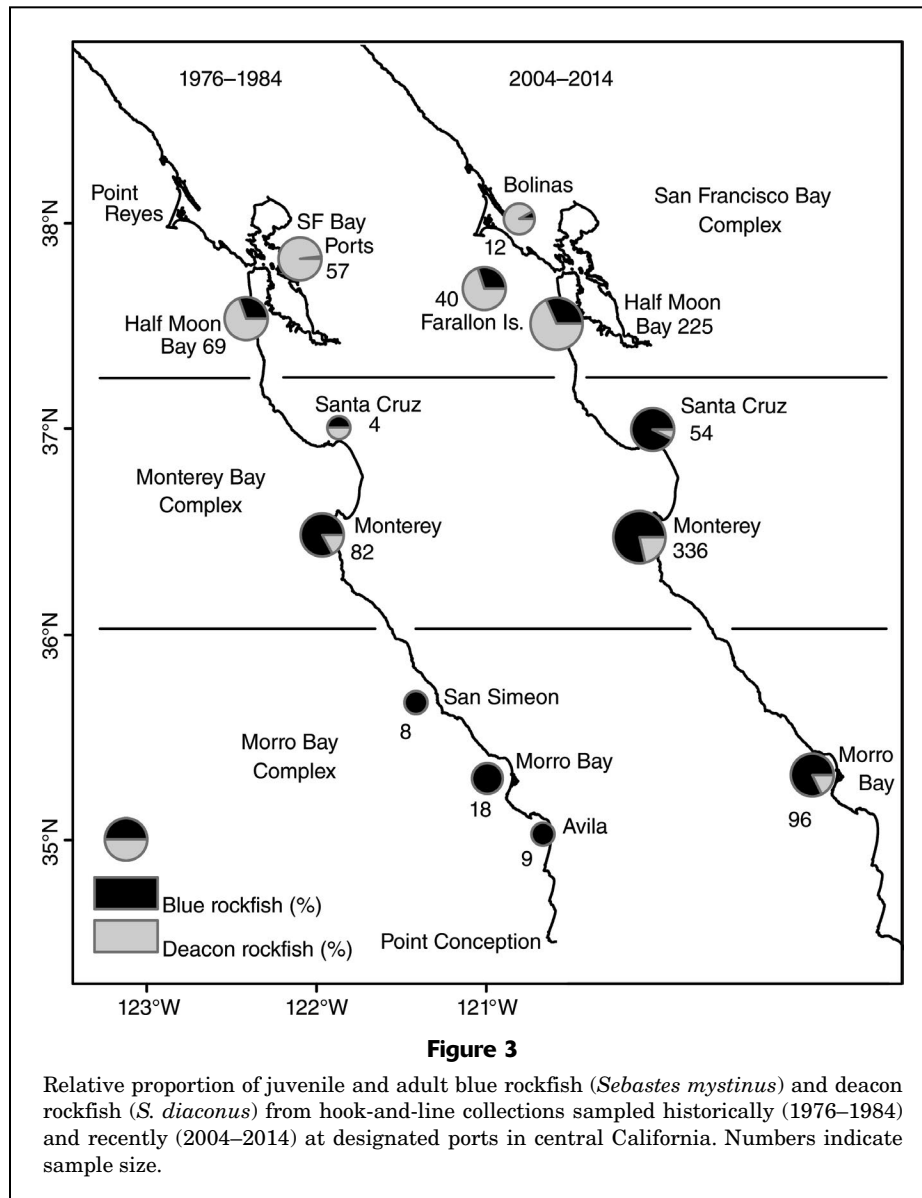 1976–1984
2004–2014
Point
Reyes
SF Bay
Ports
57
Half Moon
Bay 69
Bolinas
12
San Francisco Bay
Complex
40
Farallon Is.
Half Moon
Bay 225
Santa Cruz
4
Santa Cruz
54
Monterey Bay
Complex
Monterey
82
Monterey
336
San Simeon
8
Morro Bay
Complex
Morro Bay
18
Avila
9
Morro
Bay
96
Point Conception
Blue rockfish (%)
Deacon rockfish (%)
38°N
37°N
36°N
35°N
123°W
122°W
121°W
Figure 3
Relative proportion of juvenile and adult blue rockfish (Sebastes mystinus) and deacon
rockfish (S. diaconus) from hook-and-line collections sampled historically (1976–1984)
and recently (2004–2014) at designated ports in central California. Numbers indicate
sample size.